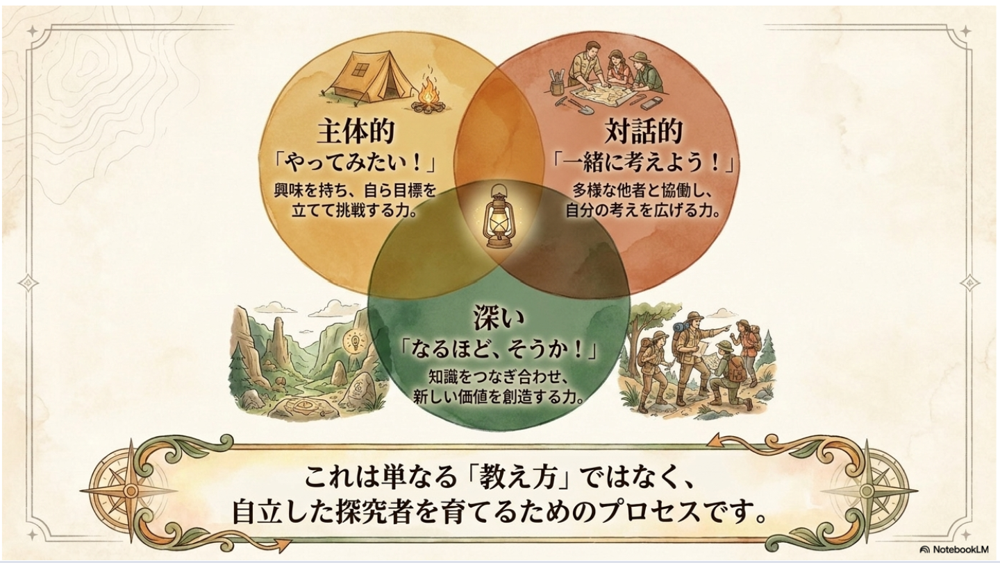 主体的
「やってみたい！」
興味を持ち、自ら目標を
立てて挑戦する力。
対話的
「一緒に考えよう！」
多様な他者と協働し、
自分の考えを広げる力。
深い
「なるほど、そうか！」
知識をつなぎ合わせ、
新しい価値を創造する力。
これは単なる「教え方」ではなく、
自立した探究者を育てるためのプロセスです。
NotebookLM